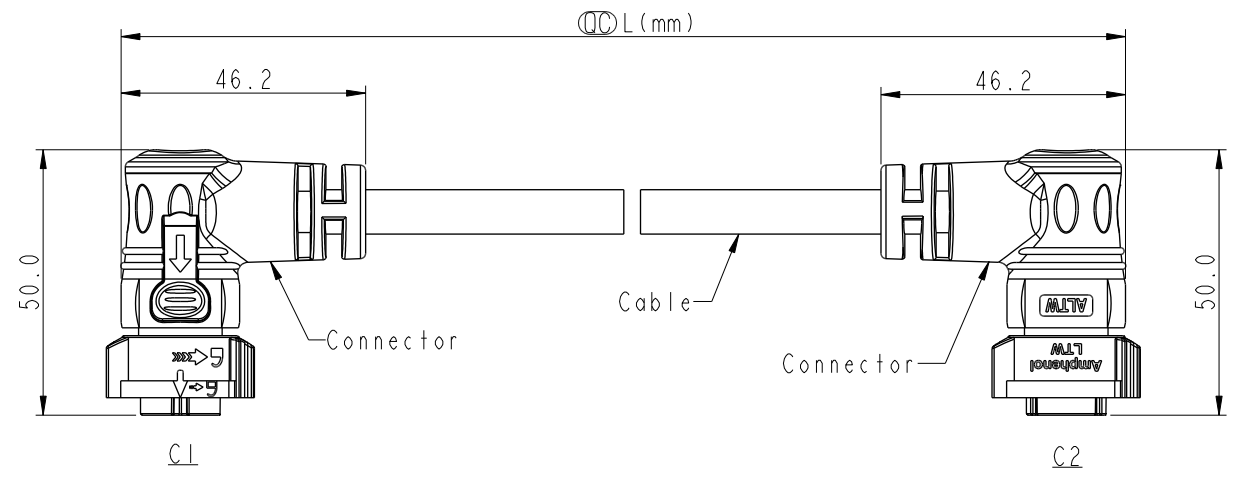 QC L(mm)
46.2
46.2
50.0
50.0
Cable
Connector
Connector
ALTW
Amphenol
LTW
C1
C2